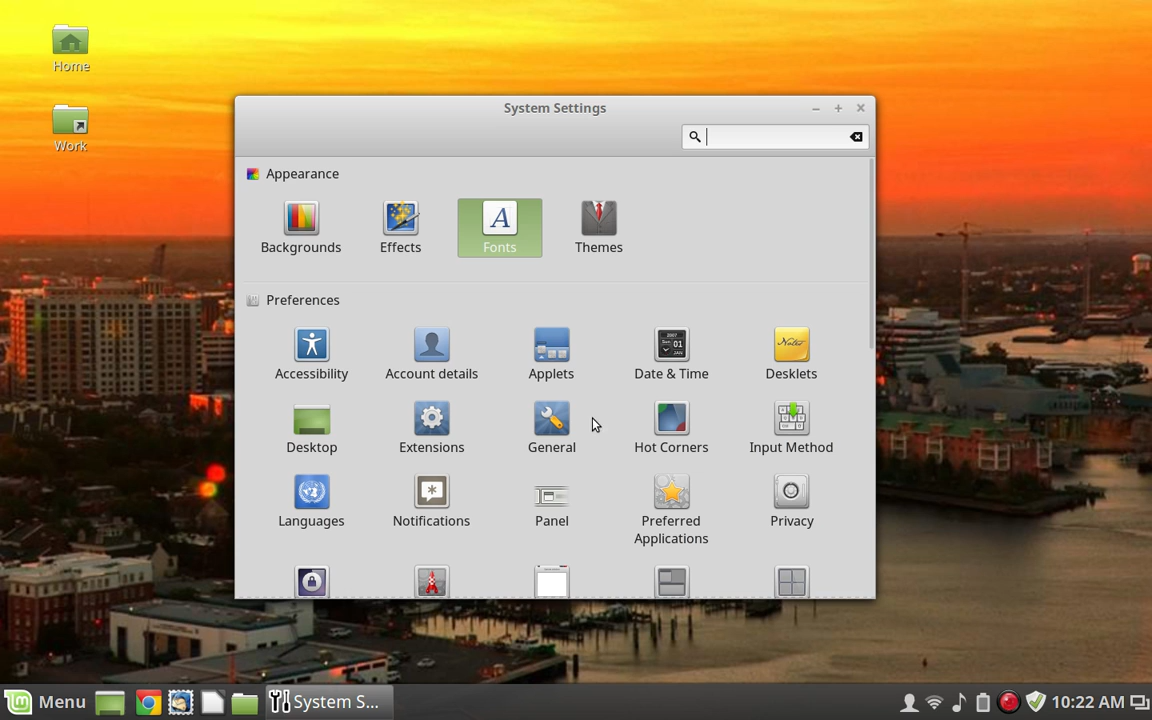 Home
Work
System Settings
Appearance
Backgrounds
Effects
Fonts
Themes
Preferences
Accessibility
Account details
Applets
Date & Time
Desklets
Desktop
Extensions
General
Hot Corners
Input Method
Languages
Notifications
Panel
Preferred
Applications
Privacy
Menu
System S...
10:22 AM